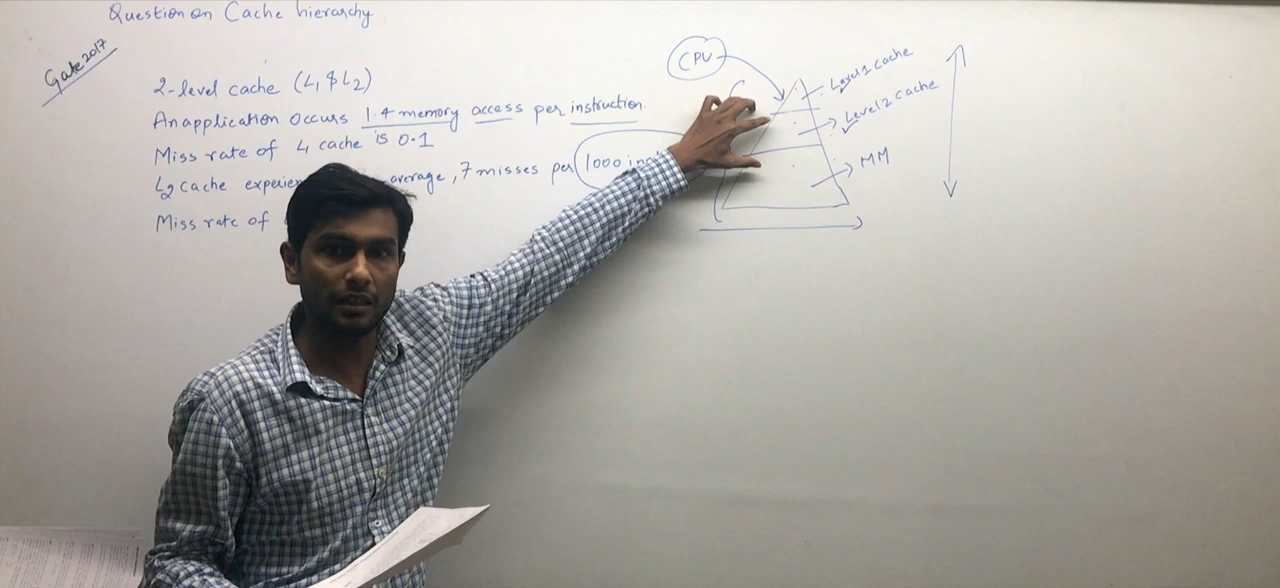 Question on Cache hierarchy
Gate 2017
2-level cache (L1 & L2)
An application occurs 1.4 memory access per instruction.
Miss rate of L1 cache is 0.1
L2 cache average, 7 misses per 1000
Miss rate of
CPU
Level 1 cache
Level 2 cache
MM